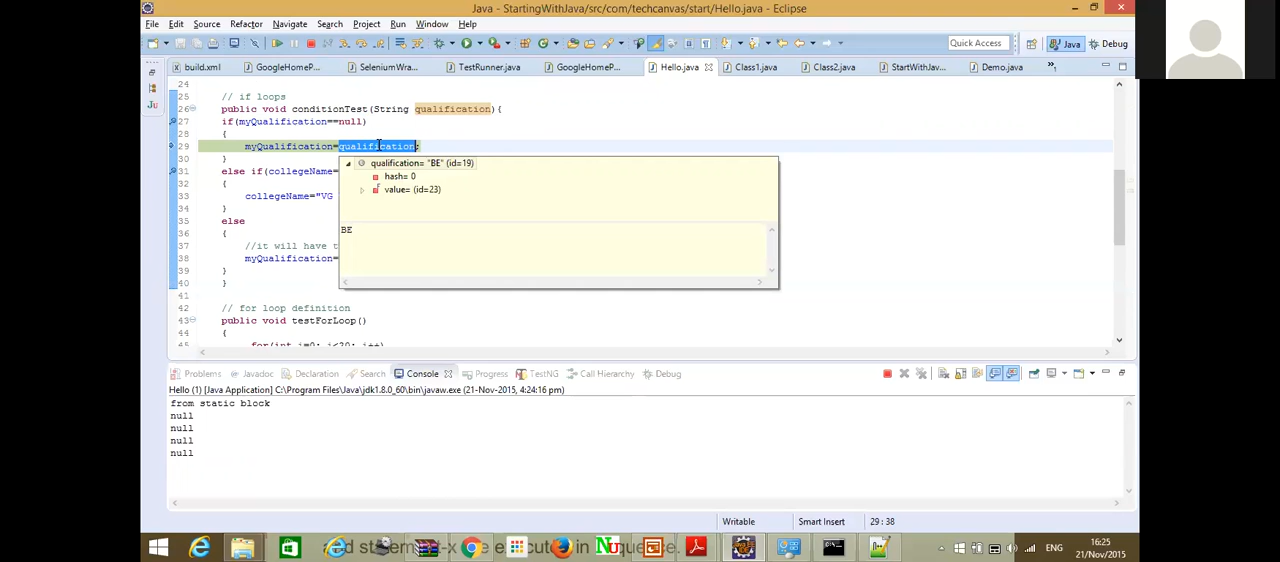 Java - StartingWithJava/src/com/techcanvas/start/Hello.java - Eclipse
File Edit Source Refactor Navigate Search Project Run Window Help
Quick Access Java Debug
build.xml GoogleHomeP... SeleniumWra... TestRunner.java GoogleHomeP... Hello.java Class1.java Class2.java StartWithJav... Demo.java
24
25 // if loops
26 public void conditionTest(String qualification){
27 if(myQualification==null)
28 {
29 myQualification=qualification;
30 }
31 else if(collegeName=
32 {
33 collegeName="VG
34 }
35 else
36 {
37 //it will have t
38 myQualification=
39 }
40 }
41
42 // for loop definition
43 public void testForLoop()
44 {
45 for(int i=0; i<20; i++)
qualification= "BE" (id=19)
hash= 0
value= (id=23)
BE
Problems Javadoc Declaration Search Console Progress TestNG Call Hierarchy Debug
Hello (1) [Java Application] C:\Program Files\Java\jdk1.8.0_60\bin\javaw.exe (21-Nov-2015, 4:24:16 pm)
from static block
null
null
null
null
Writable Smart Insert 29 : 38
ENG
16:25
21/Nov/2015